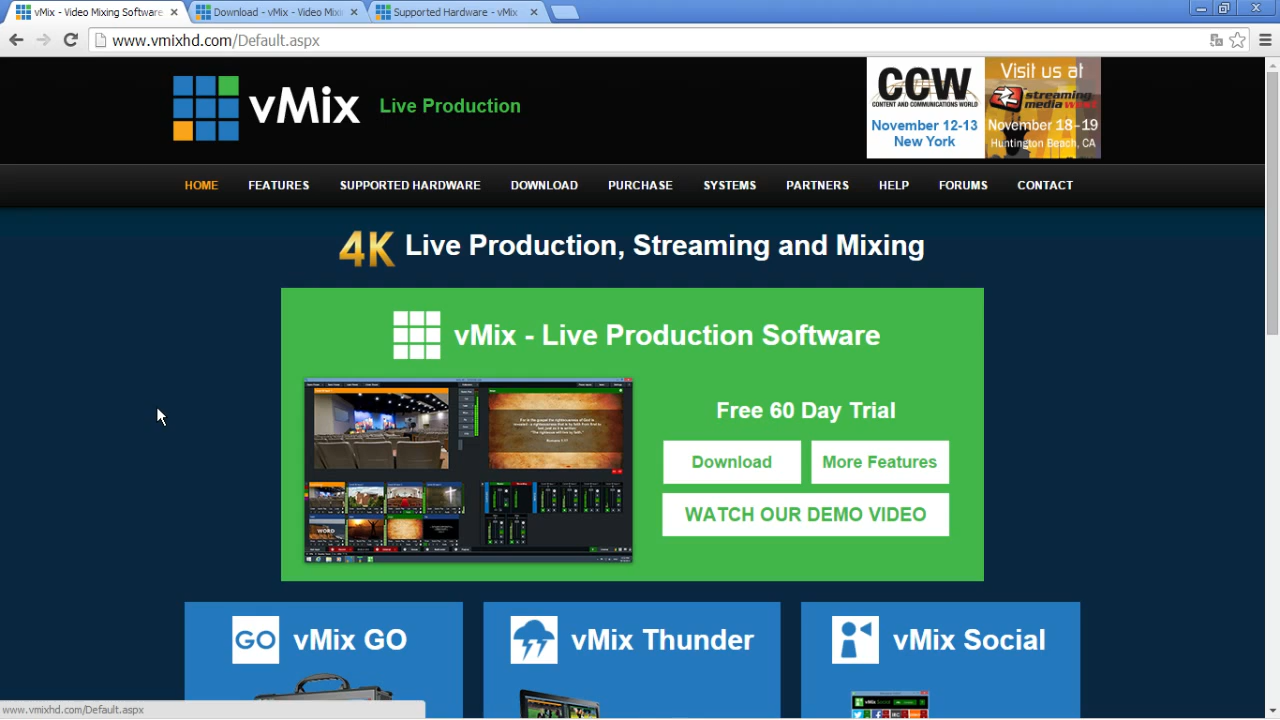 vMix - Video Mixing Software
Download - vMix - Video Mixi
Supported Hardware - vMix
www.vmixhd.com/Default.aspx
vMix Live Production
CCW
CONTENT AND COMMUNICATIONS WORLD
November 12-13
New York
Visit us at
streaming
media west
November 18-19
Huntington Beach, CA
HOME FEATURES SUPPORTED HARDWARE DOWNLOAD PURCHASE SYSTEMS PARTNERS HELP FORUMS CONTACT
4K Live Production, Streaming and Mixing
vMix - Live Production Software
Free 60 Day Trial
Download More Features
WATCH OUR DEMO VIDEO
GO vMix GO
vMix Thunder
vMix Social
www.vmixhd.com/Default.aspx